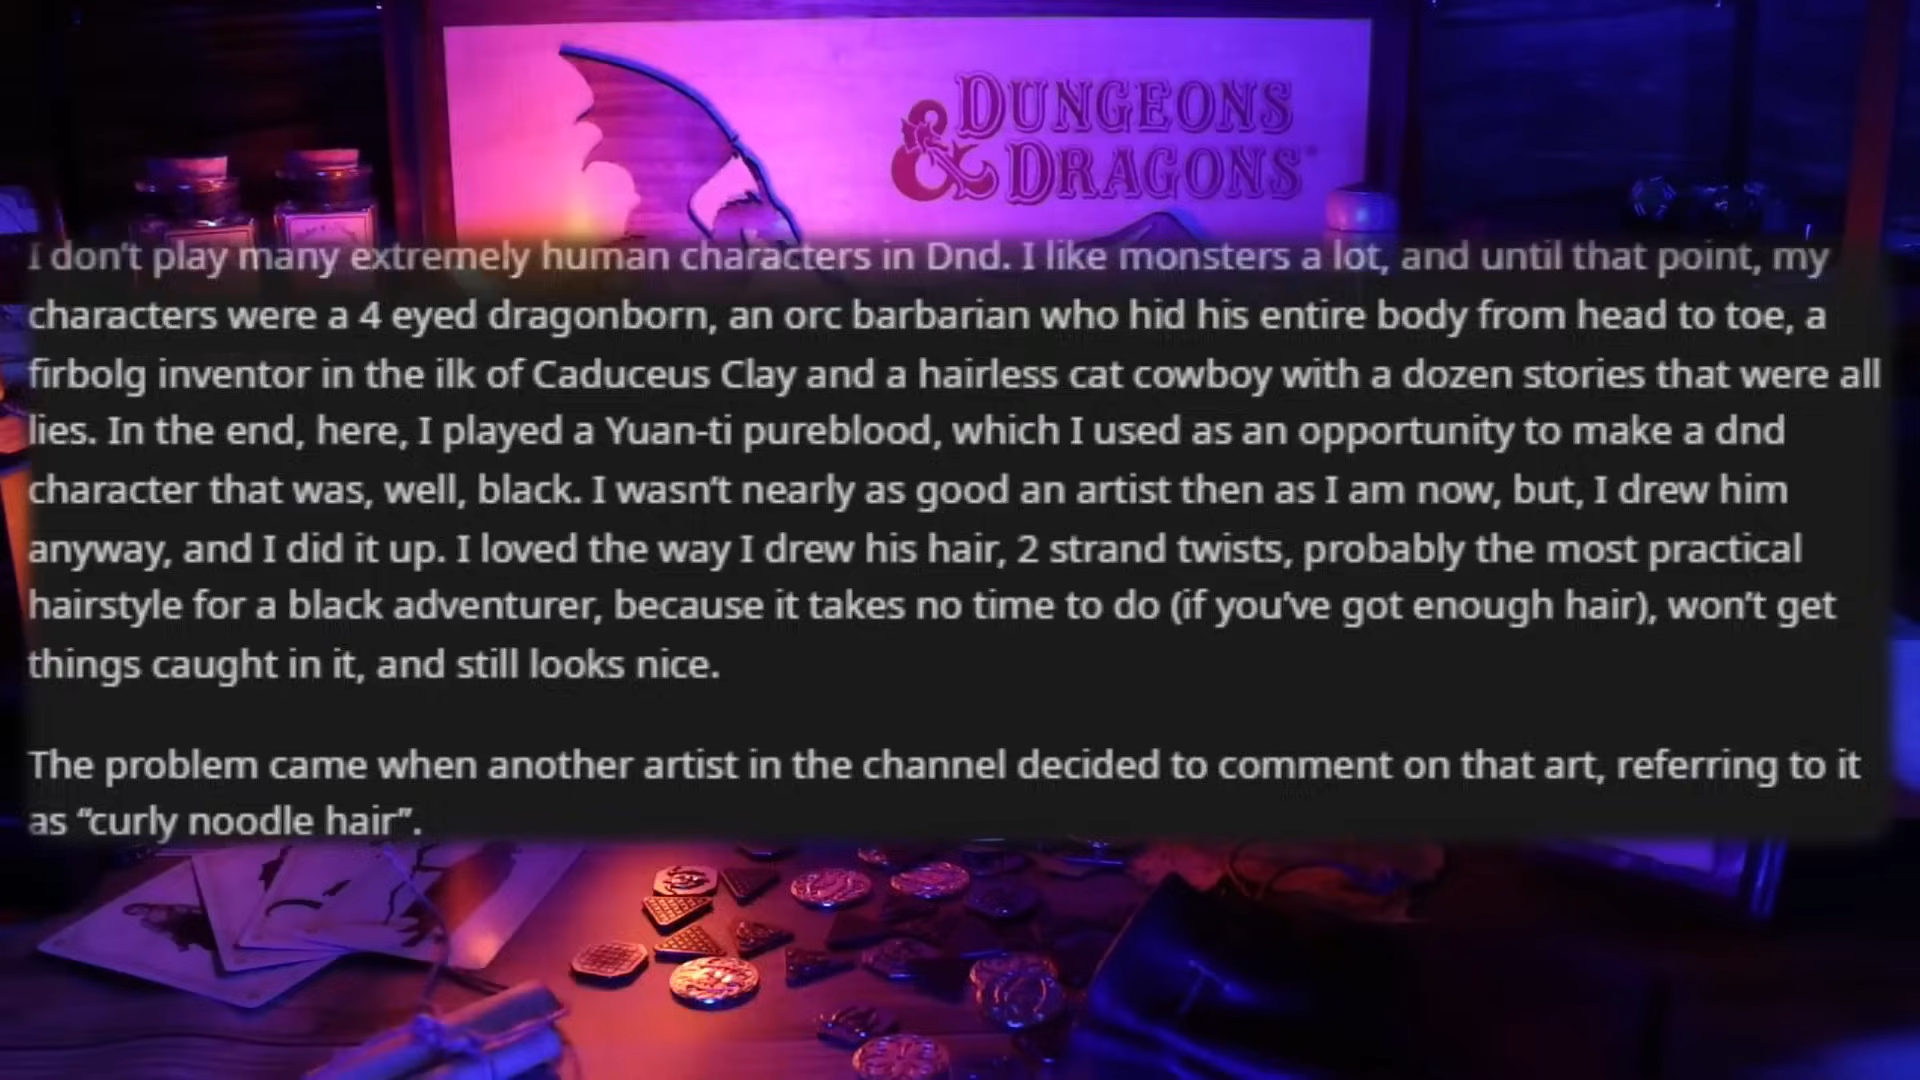 DUNGEONS
& DRAGONS
I don't play many extremely human characters in Dnd. I like monsters a lot, and until that point, my
characters were a 4 eyed dragonborn, an orc barbarian who hid his entire body from head to toe, a
firbolg inventor in the ilk of Caduceus Clay and a hairless cat cowboy with a dozen stories that were all
lies. In the end, here, I played a Yuan-ti pureblood, which I used as an opportunity to make a dnd
character that was, well, black. I wasn't nearly as good an artist then as I am now, but, I drew him
anyway, and I did it up. I loved the way I drew his hair, 2 strand twists, probably the most practical
hairstyle for a black adventurer, because it takes no time to do (if you've got enough hair), won't get
things caught in it, and still looks nice.
The problem came when another artist in the channel decided to comment on that art, referring to it
as “curly noodle hair”.